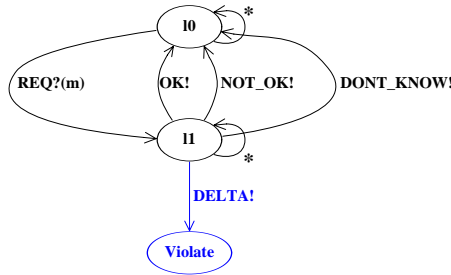 l0
*
REQ?(m)
OK!
NOT_OK!
DONT_KNOW!
l1
*
DELTA!
Violate